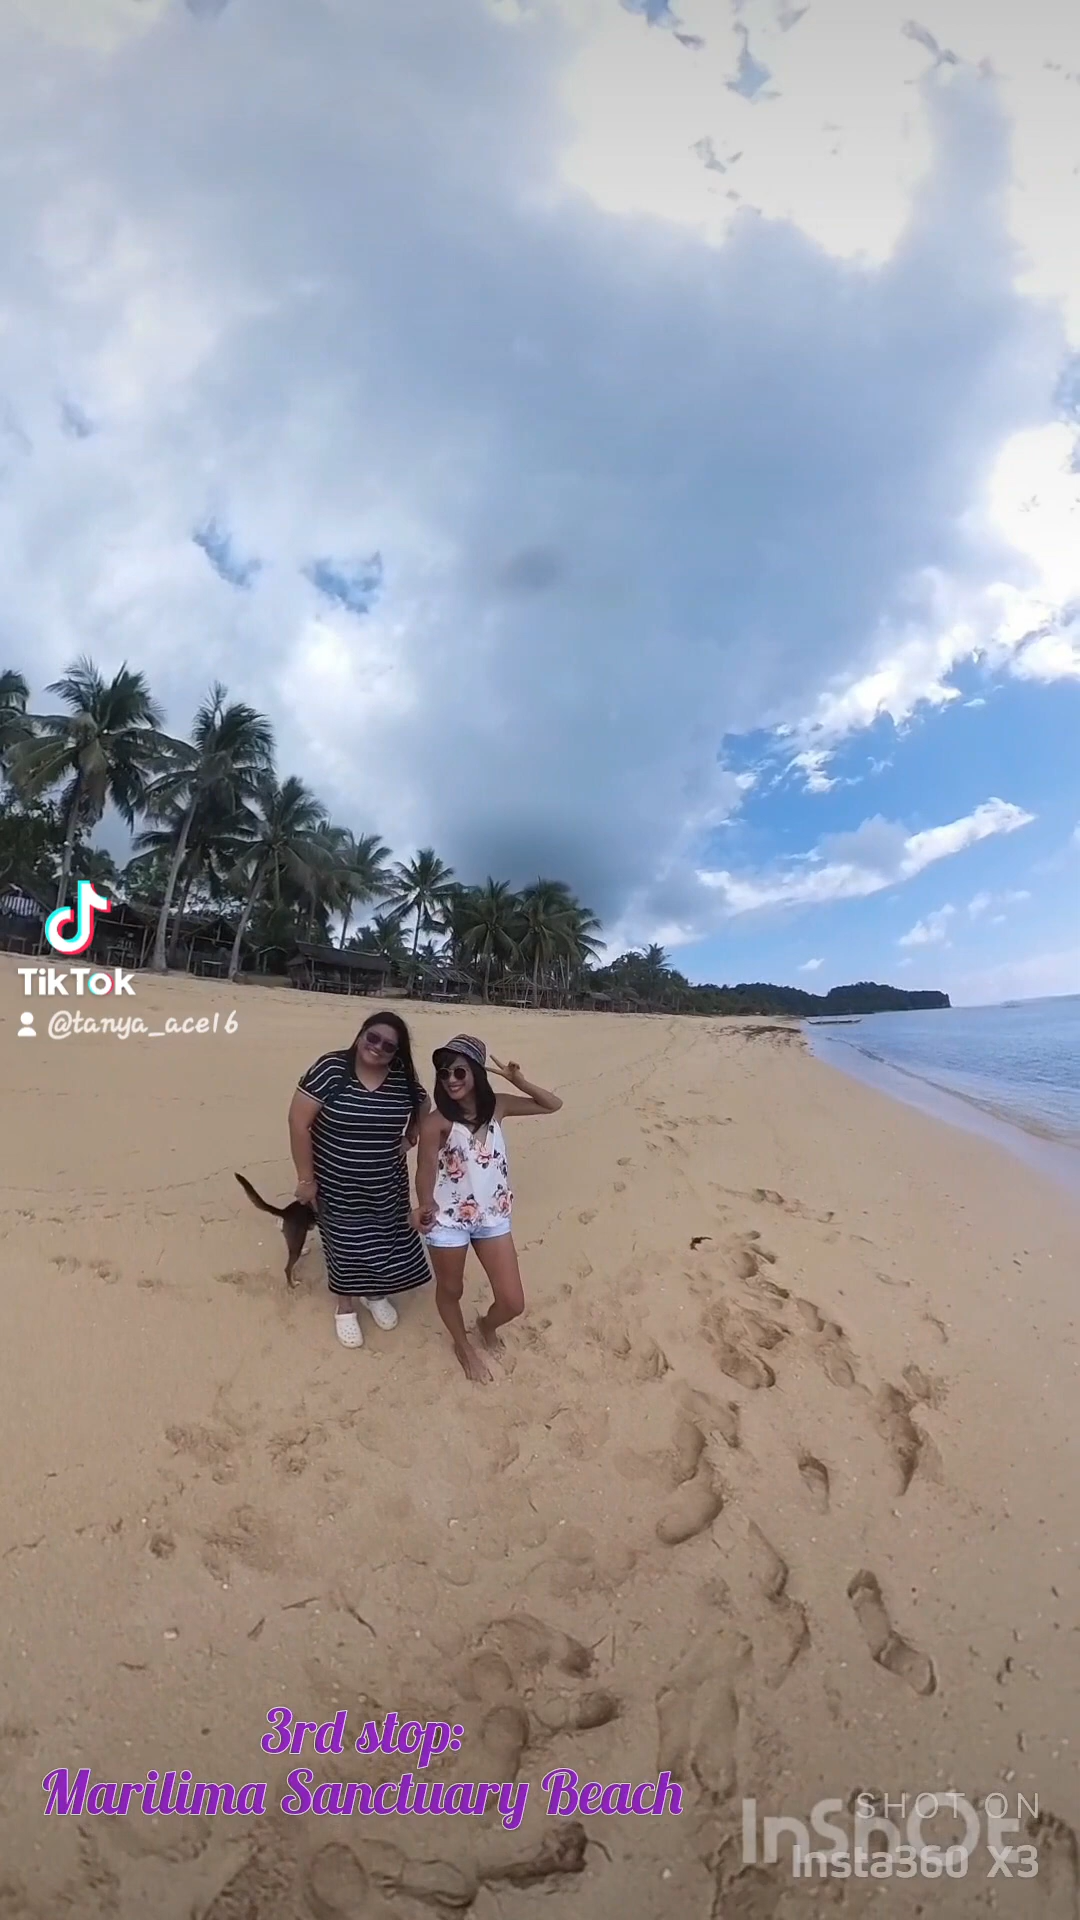 TikTok
@tanya_ace16
3rd stop:
Marilima Sanctuary Beach
InShOt
SHOT ON
Insta360 X3